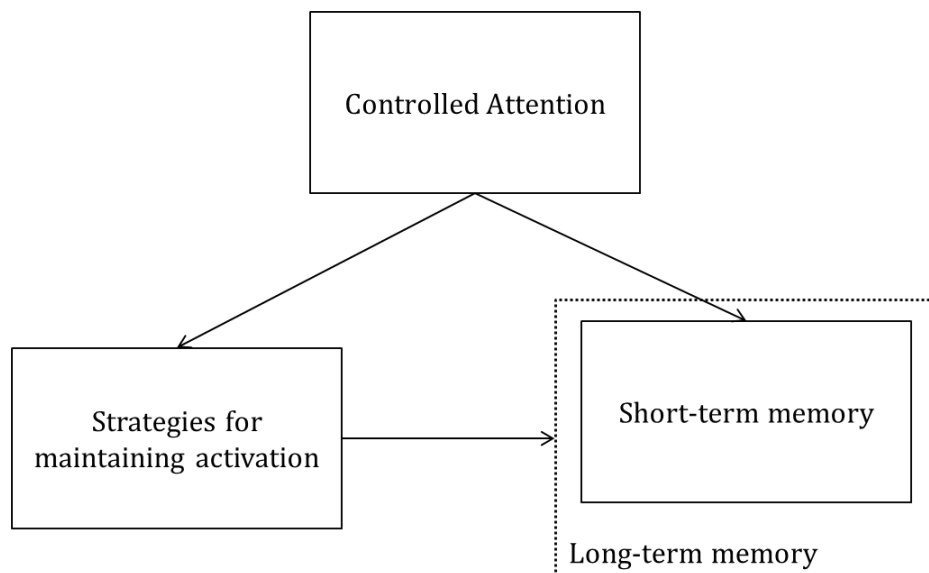 Controlled Attention
Strategies for
maintaining activation
Short-term memory
Long-term memory